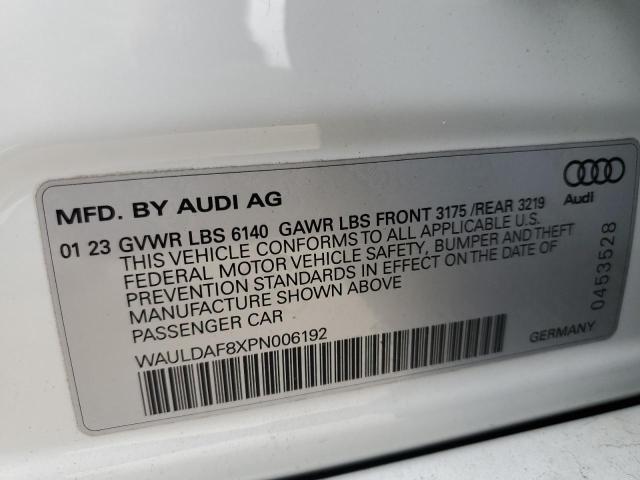 MFD. BY AUDI AG
Audi
01 23 GVWR LBS 6140 GAWR LBS FRONT 3175 /REAR 3219
THIS VEHICLE CONFORMS TO ALL APPLICABLE U.S.
FEDERAL MOTOR VEHICLE SAFETY, BUMPER AND THEFT
PREVENTION STANDARDS IN EFFECT ON THE DATE OF
MANUFACTURE SHOWN ABOVE
PASSENGER CAR
WAULDAF8XPN006192
GERMANY
0453528